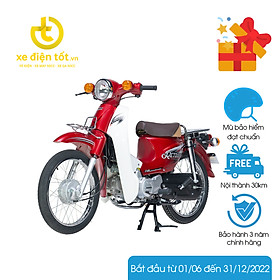 xe điện tốt.vn
Mũ bảo hiểm
đạt chuẩn
FREE
Nội thành 30km
Bảo hành 3 năm
chính hãng
Bắt đầu từ 01/06 đến 31/12/2022